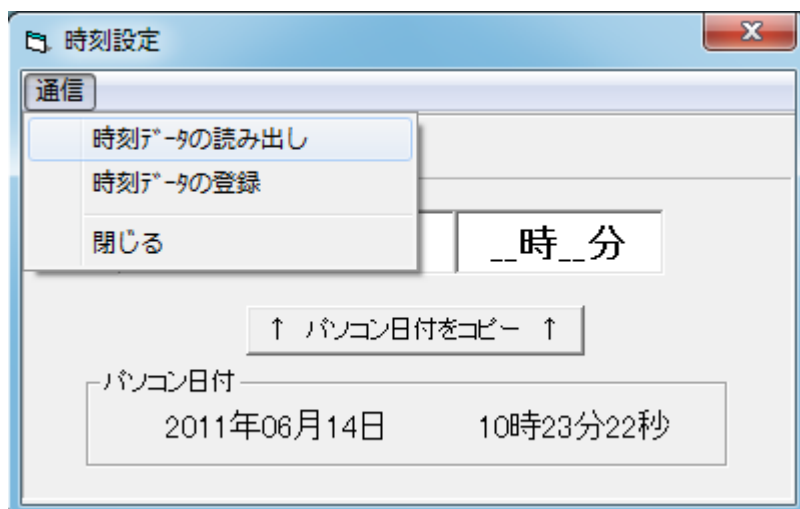 時刻設定
通信
時刻ﾃﾞｰﾀの読み出し
時刻ﾃﾞｰﾀの登録
閉じる
__時__分
↑ パソコン日付をコピー ↑
パソコン日付
2011年06月14日 10時23分22秒